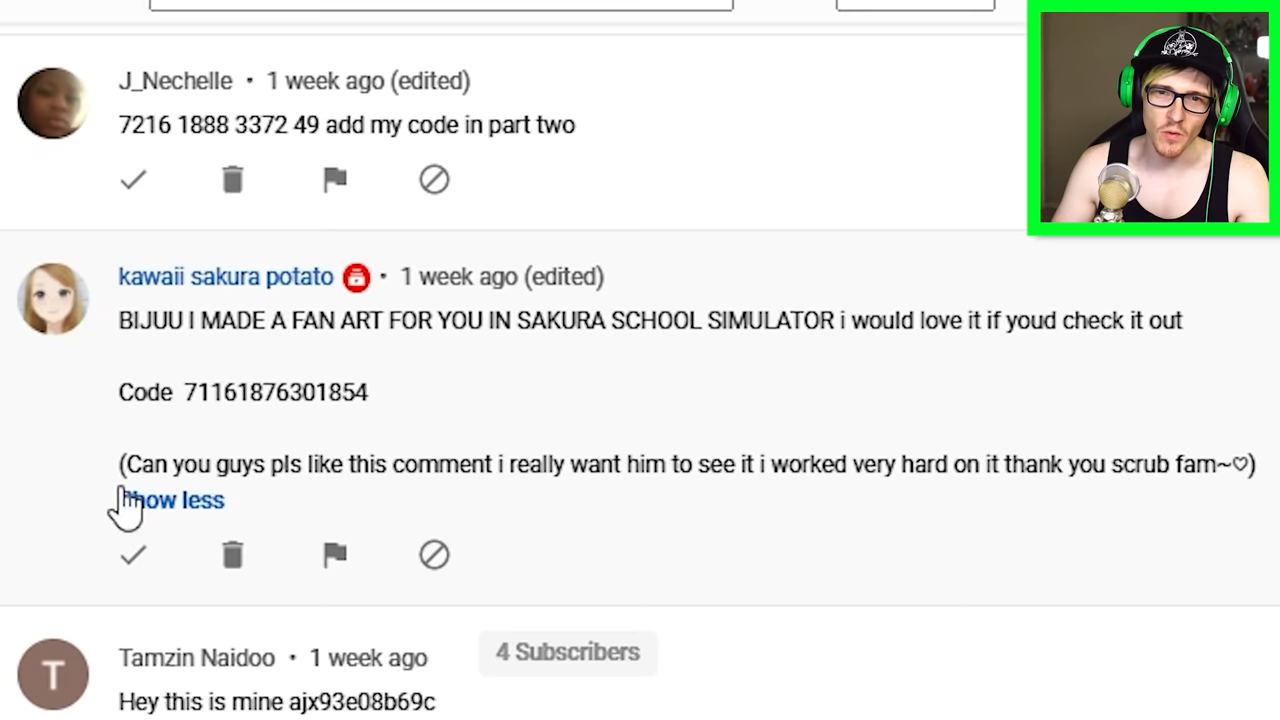 J_Nechelle • 1 week ago (edited)
7216 1888 3372 49 add my code in part two
kawaii sakura potato • 1 week ago (edited)
BIJUU I MADE A FAN ART FOR YOU IN SAKURA SCHOOL SIMULATOR i would love it if youd check it out
Code 71161876301854
(Can you guys pls like this comment i really want him to see it i worked very hard on it thank you scrub fam~♡)
Show less
T
Tamzin Naidoo • 1 week ago 4 Subscribers
Hey this is mine ajx93e08b69c